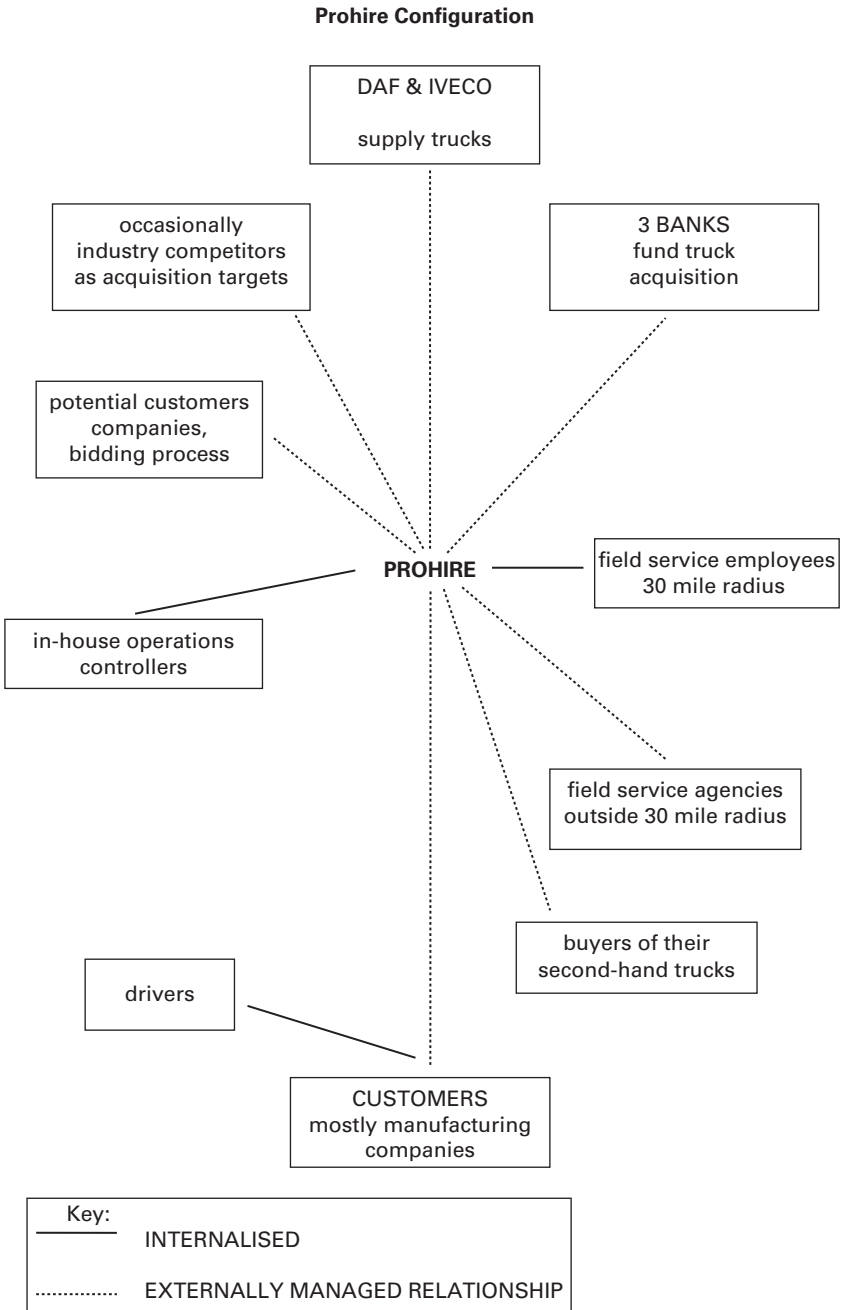 Prohire Configuration
DAF & IVECO
supply trucks
occasionally
industry competitors
as acquisition targets
3 BANKS
fund truck
acquisition
potential customers
companies,
bidding process
PROHIRE
field service employees
30 mile radius
in-house operations
controllers
field service agencies
outside 30 mile radius
buyers of their
second-hand trucks
drivers
CUSTOMERS
mostly manufacturing
companies
Key:
INTERNALISED
EXTERNALLY MANAGED RELATIONSHIP